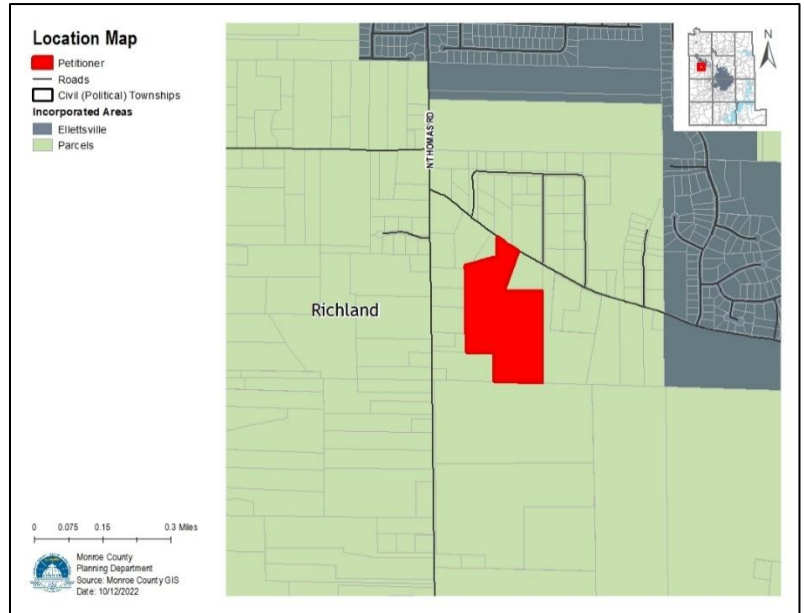 Location Map
Petitioner
Roads
Civil (Political) Townships
Incorporated Areas
Ellettsville
Parcels
N
N THOMAS RD
Richland
0 0.075 0.15 0.3 Miles
Monroe County
Planning Department
Source: Monroe County GIS
Date: 10/12/2022